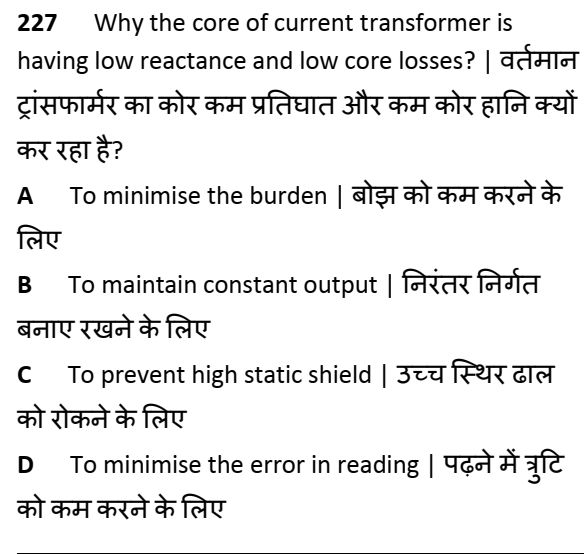 227 Why the core of current transformer is
having low reactance and low core losses? | वर्तमान
ट्रांसफार्मर का कोर कम प्रतिघात और कम कोर हानि क्यों
कर रहा है?
A To minimise the burden | बोझ को कम करने के
लिए
B To maintain constant output | निरंतर निर्गत
बनाए रखने के लिए
C To prevent high static shield | उच्च स्थिर ढाल
को रोकने के लिए
D To minimise the error in reading | पढ़ने में त्रुटि
को कम करने के लिए